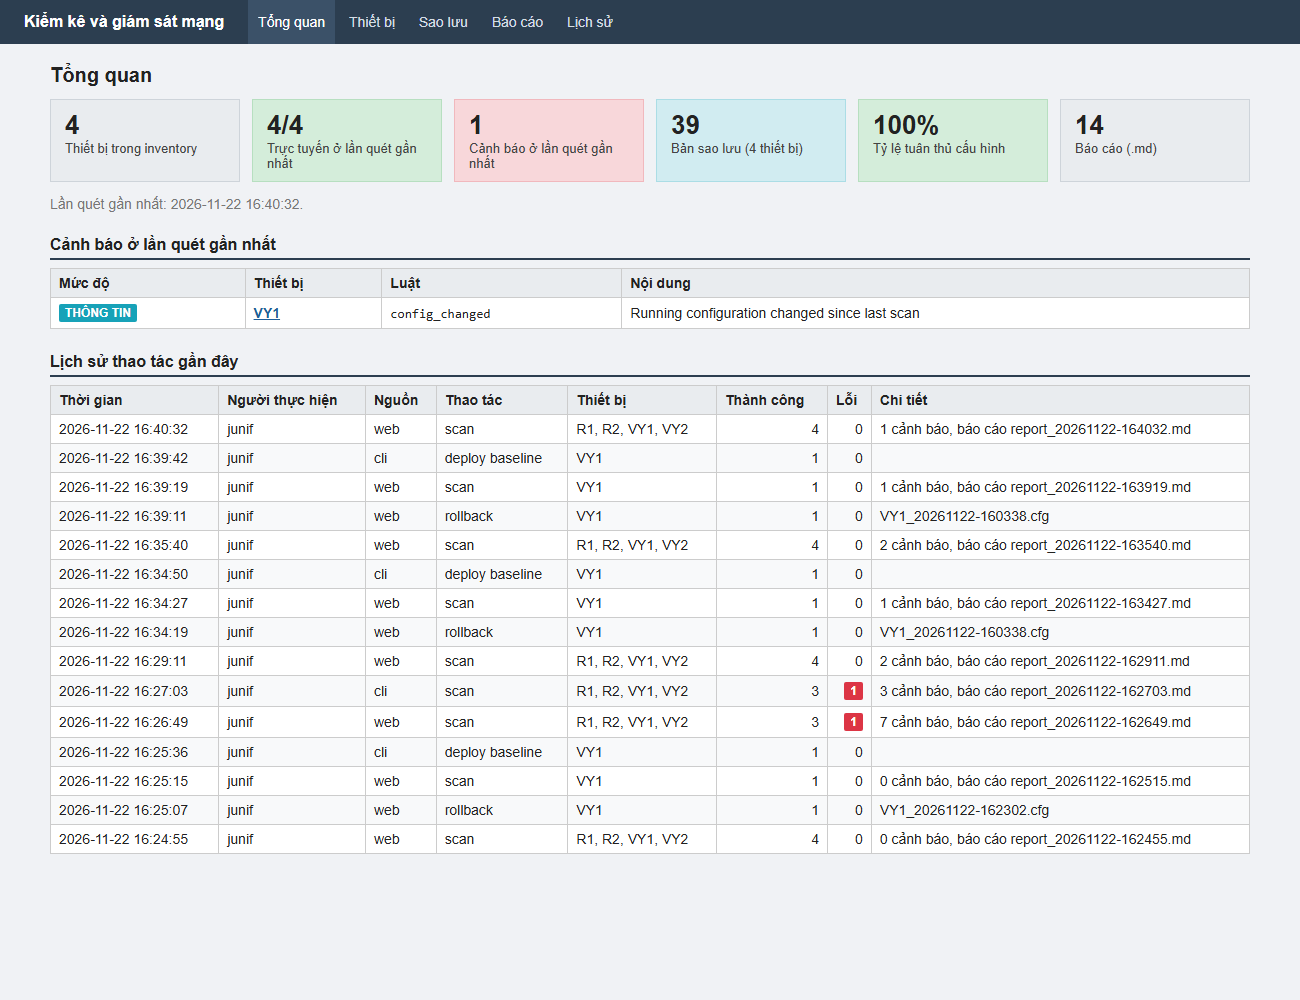 Kiểm kê và giám sát mạng Tổng quan Thiết bị Sao lưu Báo cáo Lịch sử
Tổng quan
4
Thiết bị trong inventory
4/4
Trực tuyến ở lần quét gần
nhất
1
Cảnh báo ở lần quét gần
nhất
39
Bản sao lưu (4 thiết bị)
100%
Tỷ lệ tuân thủ cấu hình
14
Báo cáo (.md)
Lần quét gần nhất: 2026-11-22 16:40:32.
Cảnh báo ở lần quét gần nhất
Mức độ Thiết bị Luật Nội dung
THÔNG TIN VY1 config_changed Running configuration changed since last scan
Lịch sử thao tác gần đây
Thời gian Người thực hiện Nguồn Thao tác Thiết bị Thành công Lỗi Chi tiết
2026-11-22 16:40:32 junif web scan R1, R2, VY1, VY2 4 0 1 cảnh báo, báo cáo report_20261122-164032.md
2026-11-22 16:39:42 junif cli deploy baseline VY1 1 0
2026-11-22 16:39:19 junif web scan VY1 1 0 1 cảnh báo, báo cáo report_20261122-163919.md
2026-11-22 16:39:11 junif web rollback VY1 1 0 VY1_20261122-160338.cfg
2026-11-22 16:35:40 junif web scan R1, R2, VY1, VY2 4 0 2 cảnh báo, báo cáo report_20261122-163540.md
2026-11-22 16:34:50 junif cli deploy baseline VY1 1 0
2026-11-22 16:34:27 junif web scan VY1 1 0 1 cảnh báo, báo cáo report_20261122-163427.md
2026-11-22 16:34:19 junif web rollback VY1 1 0 VY1_20261122-160338.cfg
2026-11-22 16:29:11 junif web scan R1, R2, VY1, VY2 4 0 2 cảnh báo, báo cáo report_20261122-162911.md
2026-11-22 16:27:03 junif cli scan R1, R2, VY1, VY2 3 1 3 cảnh báo, báo cáo report_20261122-162703.md
2026-11-22 16:26:49 junif web scan R1, R2, VY1, VY2 3 1 7 cảnh báo, báo cáo report_20261122-162649.md
2026-11-22 16:25:36 junif cli deploy baseline VY1 1 0
2026-11-22 16:25:15 junif web scan VY1 1 0 0 cảnh báo, báo cáo report_20261122-162515.md
2026-11-22 16:25:07 junif web rollback VY1 1 0 VY1_20261122-162302.cfg
2026-11-22 16:24:55 junif web scan R1, R2, VY1, VY2 4 0 0 cảnh báo, báo cáo report_20261122-162455.md